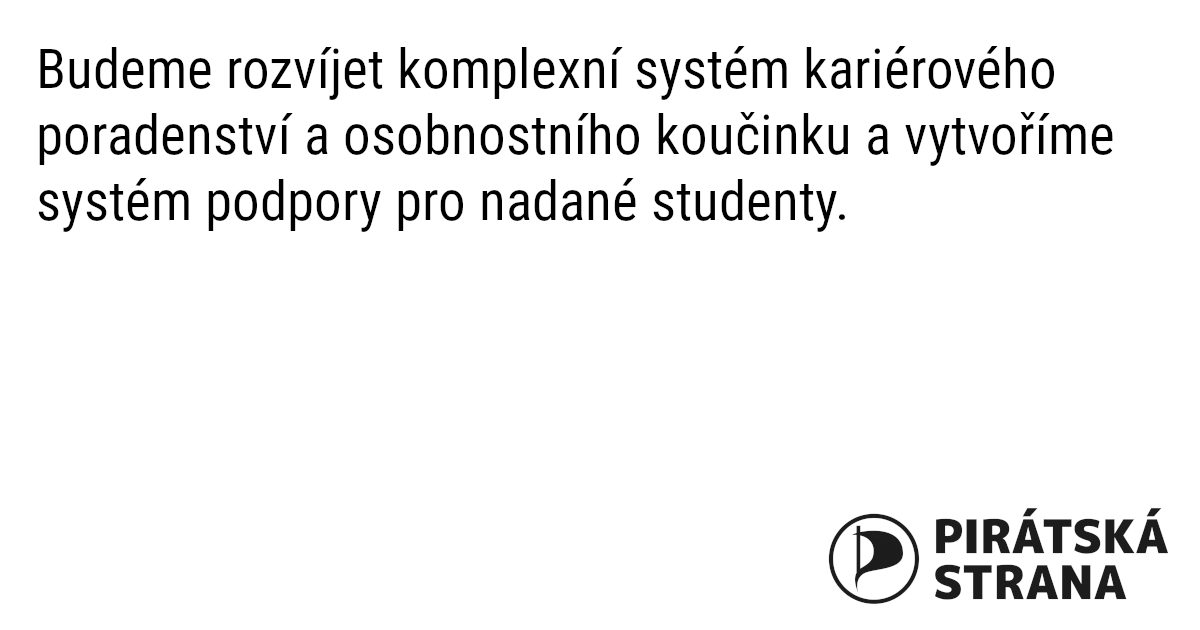 Budeme rozvíjet komplexní systém kariérového
poradenství a osobnostního koučinku a vytvoříme
systém podpory pro nadané studenty.
PIRÁTSKÁ
STRANA